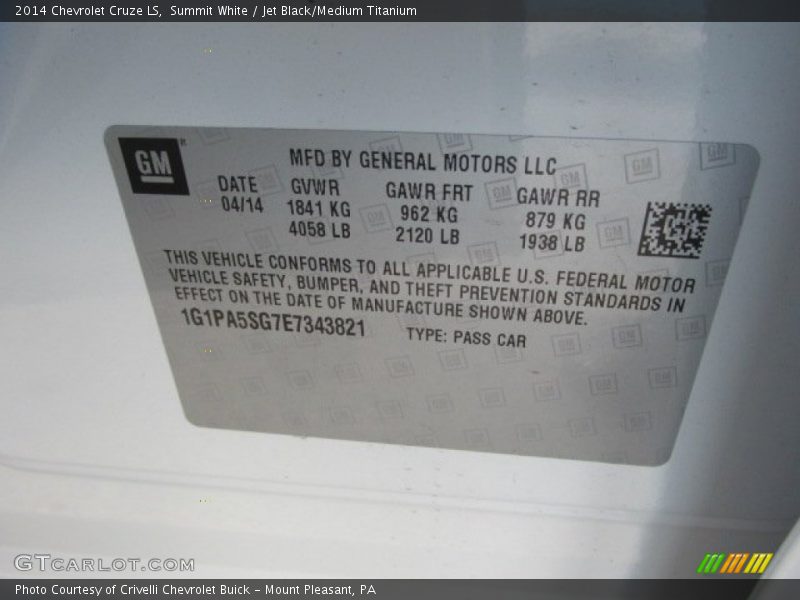 2014 Chevrolet Cruze LS, Summit White / Jet Black/Medium Titanium
GM
MFD BY GENERAL MOTORS LLC
DATE GVWR GAWR FRT GAWR RR
04/14 1841 KG 962 KG 879 KG
4058 LB 2120 LB 1938 LB
THIS VEHICLE CONFORMS TO ALL APPLICABLE U.S. FEDERAL MOTOR
VEHICLE SAFETY, BUMPER, AND THEFT PREVENTION STANDARDS IN
EFFECT ON THE DATE OF MANUFACTURE SHOWN ABOVE.
1G1PA5SG7E7343821 TYPE: PASS CAR
GTCARLOT.COM
Photo Courtesy of Crivelli Chevrolet Buick - Mount Pleasant, PA